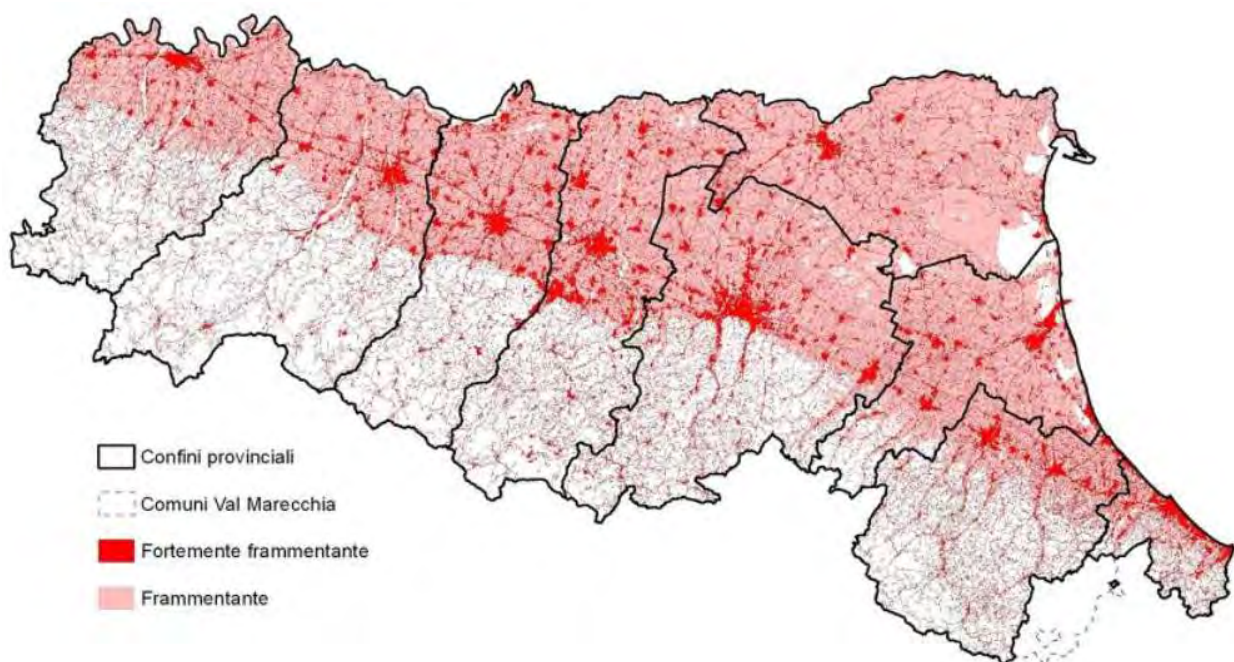 Confini provinciali
Comuni Val Marecchia
Fortemente frammentante
Frammentante